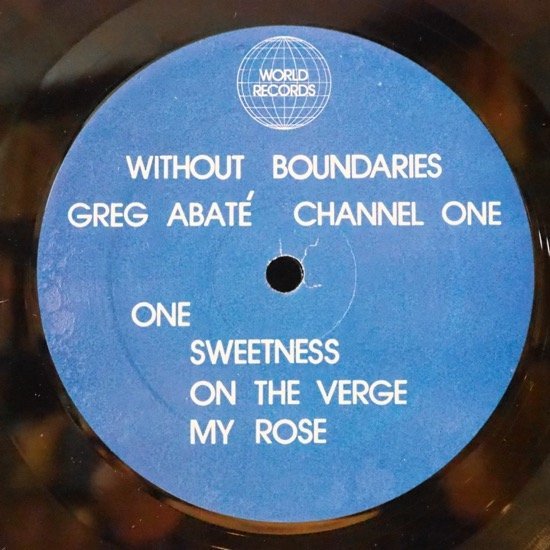 WORLD
RECORDS
WITHOUT BOUNDARIES
GREG ABATÉ CHANNEL ONE
ONE
SWEETNESS
ON THE VERGE
MY ROSE